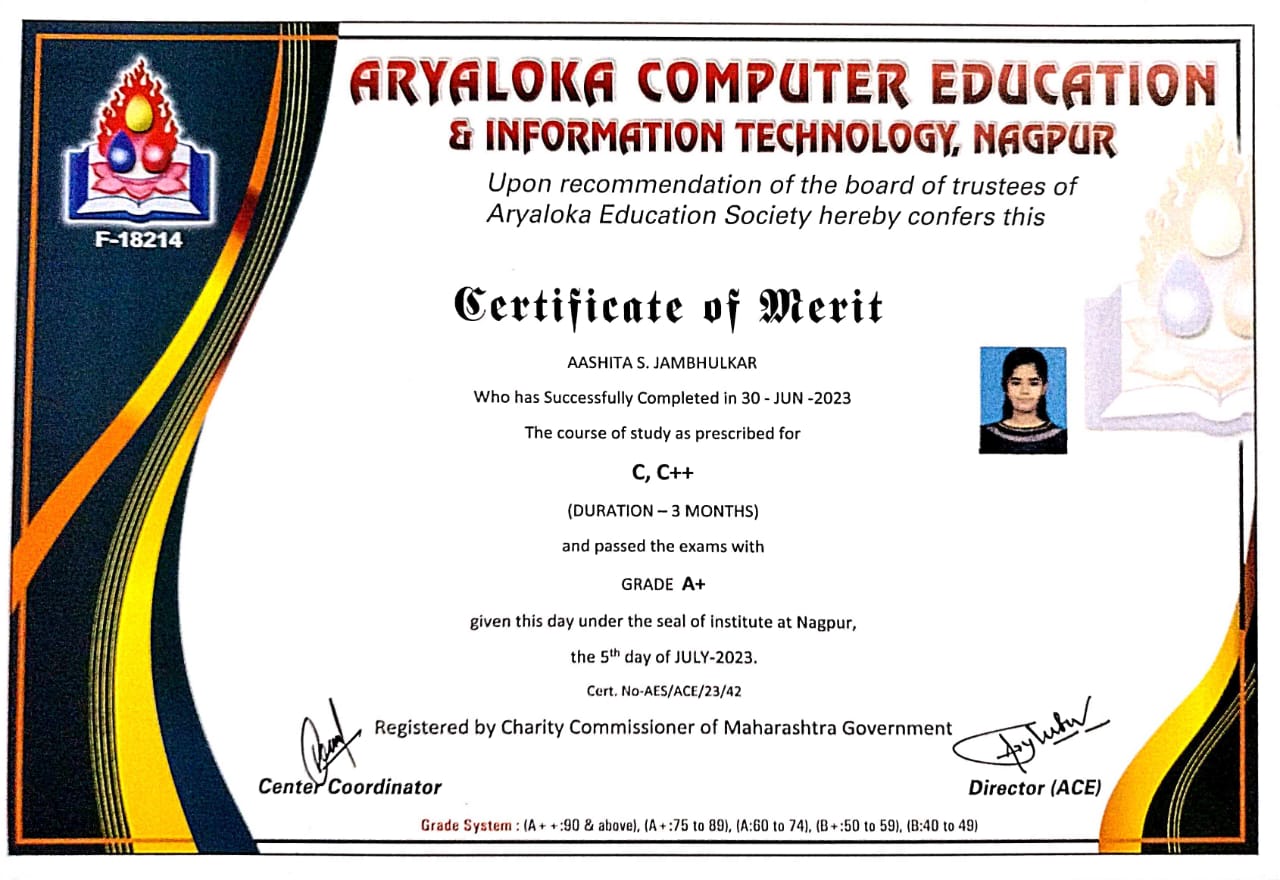 ARYALOKA COMPUTER EDUCATION
& INFORMATION TECHNOLOGY, NAGPUR
Upon recommendation of the board of trustees of
Aryaloka Education Society hereby confers this
F-18214
Certificate of Merit
AASHITA S. JAMBHULKAR
Who has Successfully Completed in 30 - JUN -2023
The course of study as prescribed for
C, C++
(DURATION – 3 MONTHS)
and passed the exams with
GRADE A+
given this day under the seal of institute at Nagpur,
the 5th day of JULY-2023.
Cert. No-AES/ACE/23/42
Registered by Charity Commissioner of Maharashtra Government
Center Coordinator
Director (ACE)
Grade System : (A + +:90 & above), (A+:75 to 89), (A:60 to 74), (B+:50 to 59), (B:40 to 49)